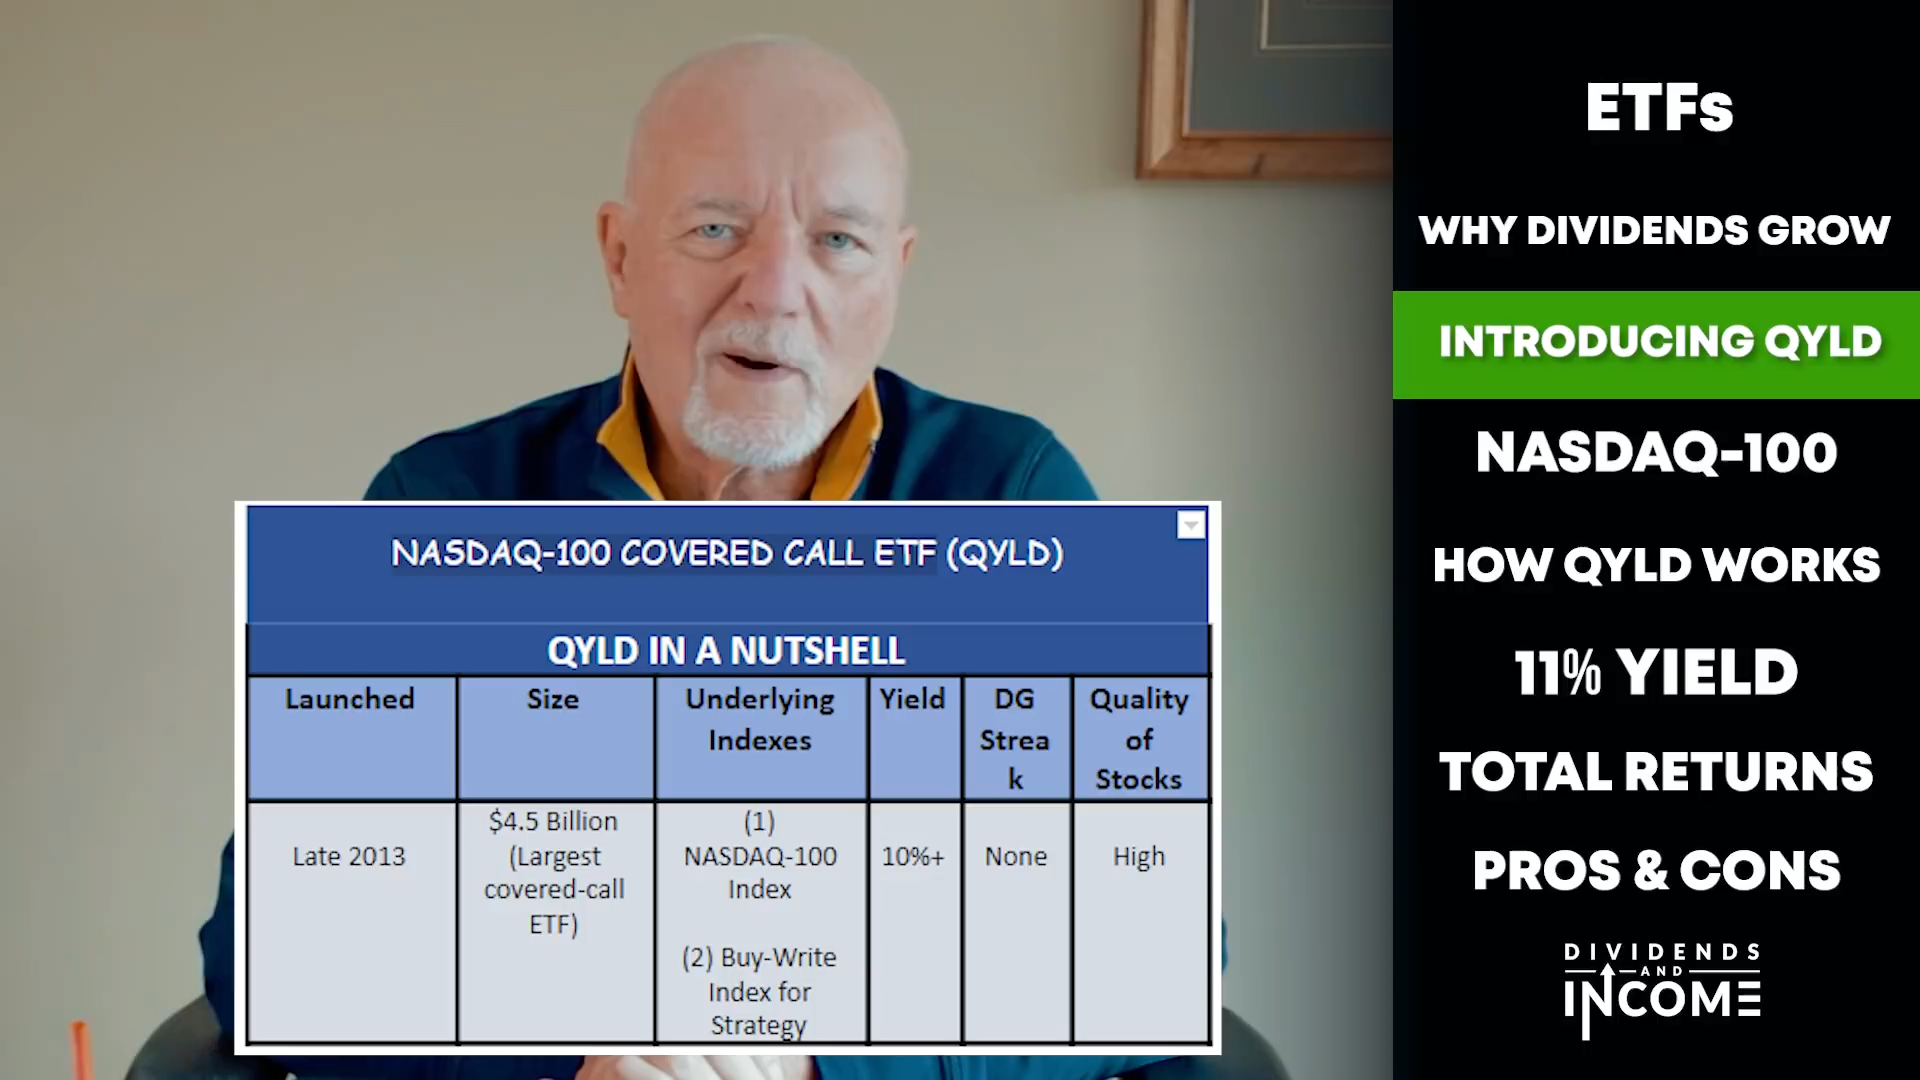 ETFs
WHY DIVIDENDS GROW
INTRODUCING QYLD
NASDAQ-100
HOW QYLD WORKS
11% YIELD
TOTAL RETURNS
PROS & CONS
DIVIDENDS
AND
INCOME
NASDAQ-100 COVERED CALL ETF (QYLD)
QYLD IN A NUTSHELL
Launched
Size
Underlying
Indexes
Yield
DG
Strea
k
Quality
of
Stocks
Late 2013
$4.5 Billion
(Largest
covered-call
ETF)
(1)
NASDAQ-100
Index
(2) Buy-Write
Index for
Strategy
10%+
None
High